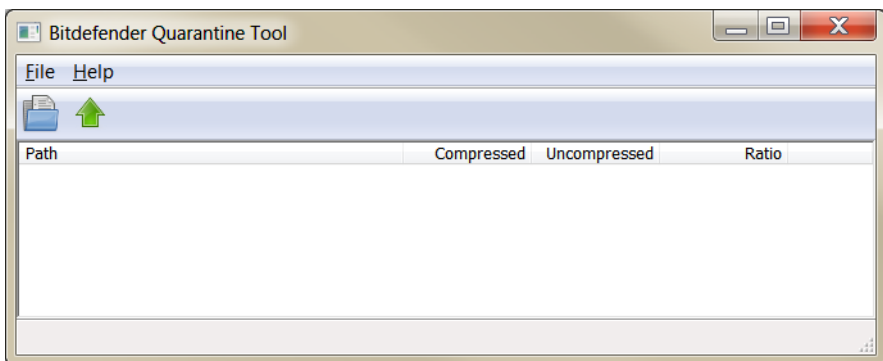 Bitdefender Quarantine Tool
File Help
Path Compressed Uncompressed Ratio